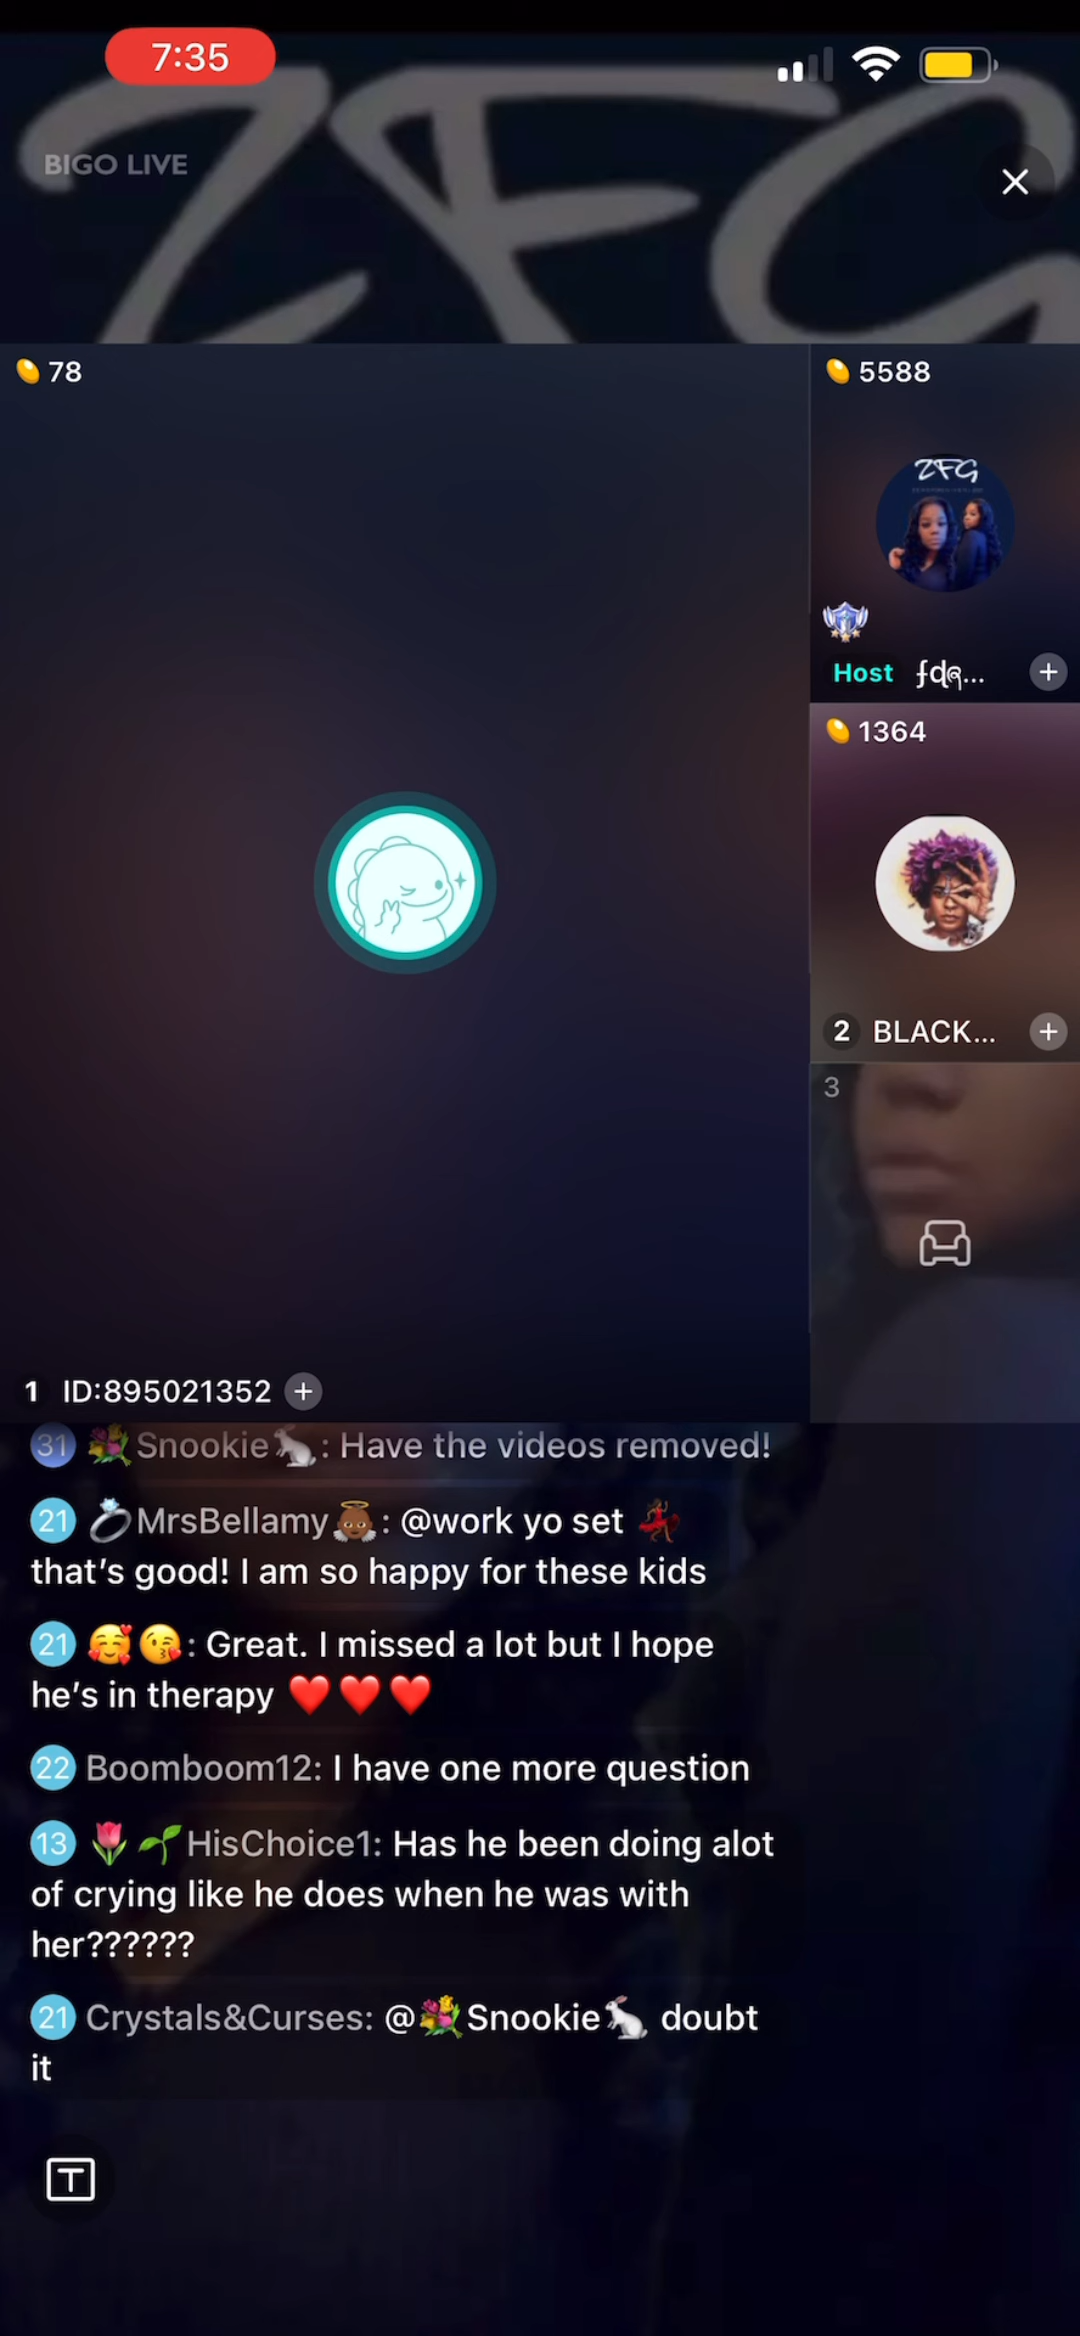 7:35
ZFG
BIGO LIVE
78
5588
ZFG
Host
1364
2 BLACK...
3
1 ID:895021352
31 💐Snookie🐇: Have the videos removed!
21 💍MrsBellamy👼🏾: @work yo set 💃🏾
that's good! I am so happy for these kids
21 🥰😘: Great. I missed a lot but I hope
he's in therapy ❤️❤️❤️
22 Boomboom12: I have one more question
13 🌷🌱HisChoice1: Has he been doing alot
of crying like he does when he was with
her??????
21 Crystals&Curses: @💐Snookie🐇 doubt
it
T